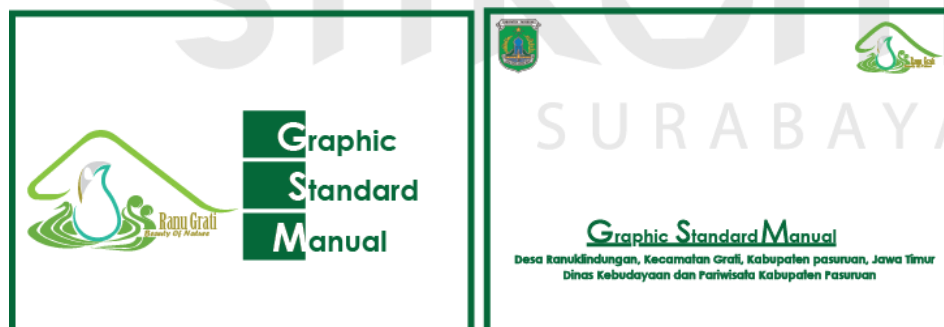 SURABAYA
Graphic
Standard
Manual
Ranu Grati
Beauty Of Nature
Graphic Standard Manual
Desa Ranuklindungan, Kecamatan Grati, Kabupaten pasuruan, Jawa Timur
Dinas Kebudayaan dan Pariwisata Kabupaten Pasuruan